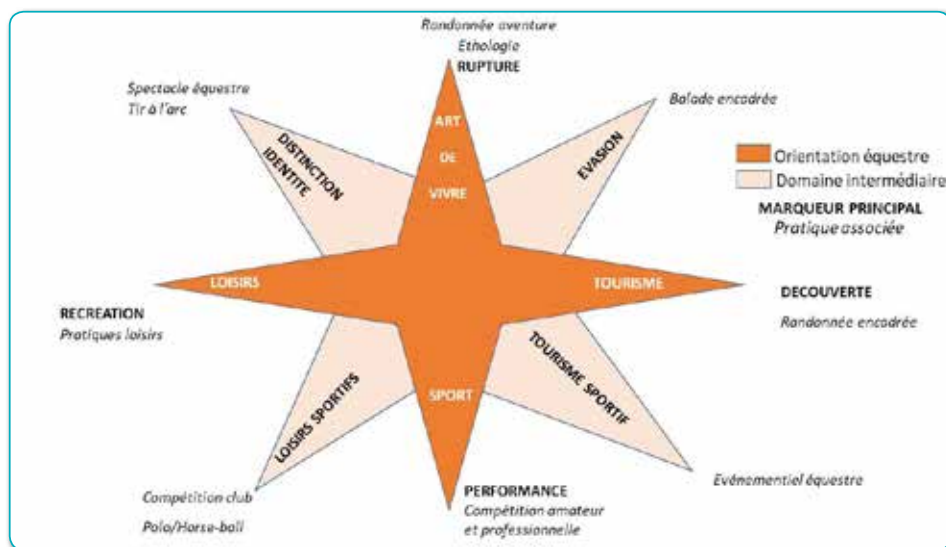 Randonnée aventure
Ethologie
RUPTURE
Spectacle équestre
Tir à l'arc
Balade encadrée
ART
DE
VIVRE
DISTINCTION
IDENTITE
EVASION
Orientation équestre
Domaine intermédiaire
MARQUEUR PRINCIPAL
Pratique associée
LOISIRS
TOURISME
RECREATION
Pratiques loisirs
DECOUVERTE
Randonnée encadrée
LOISIRS SPORTIFS
SPORT
TOURISME SPORTIF
Compétition club
Polo/Horse-ball
PERFORMANCE
Compétition amateur
et professionnelle
Evénementiel équestre